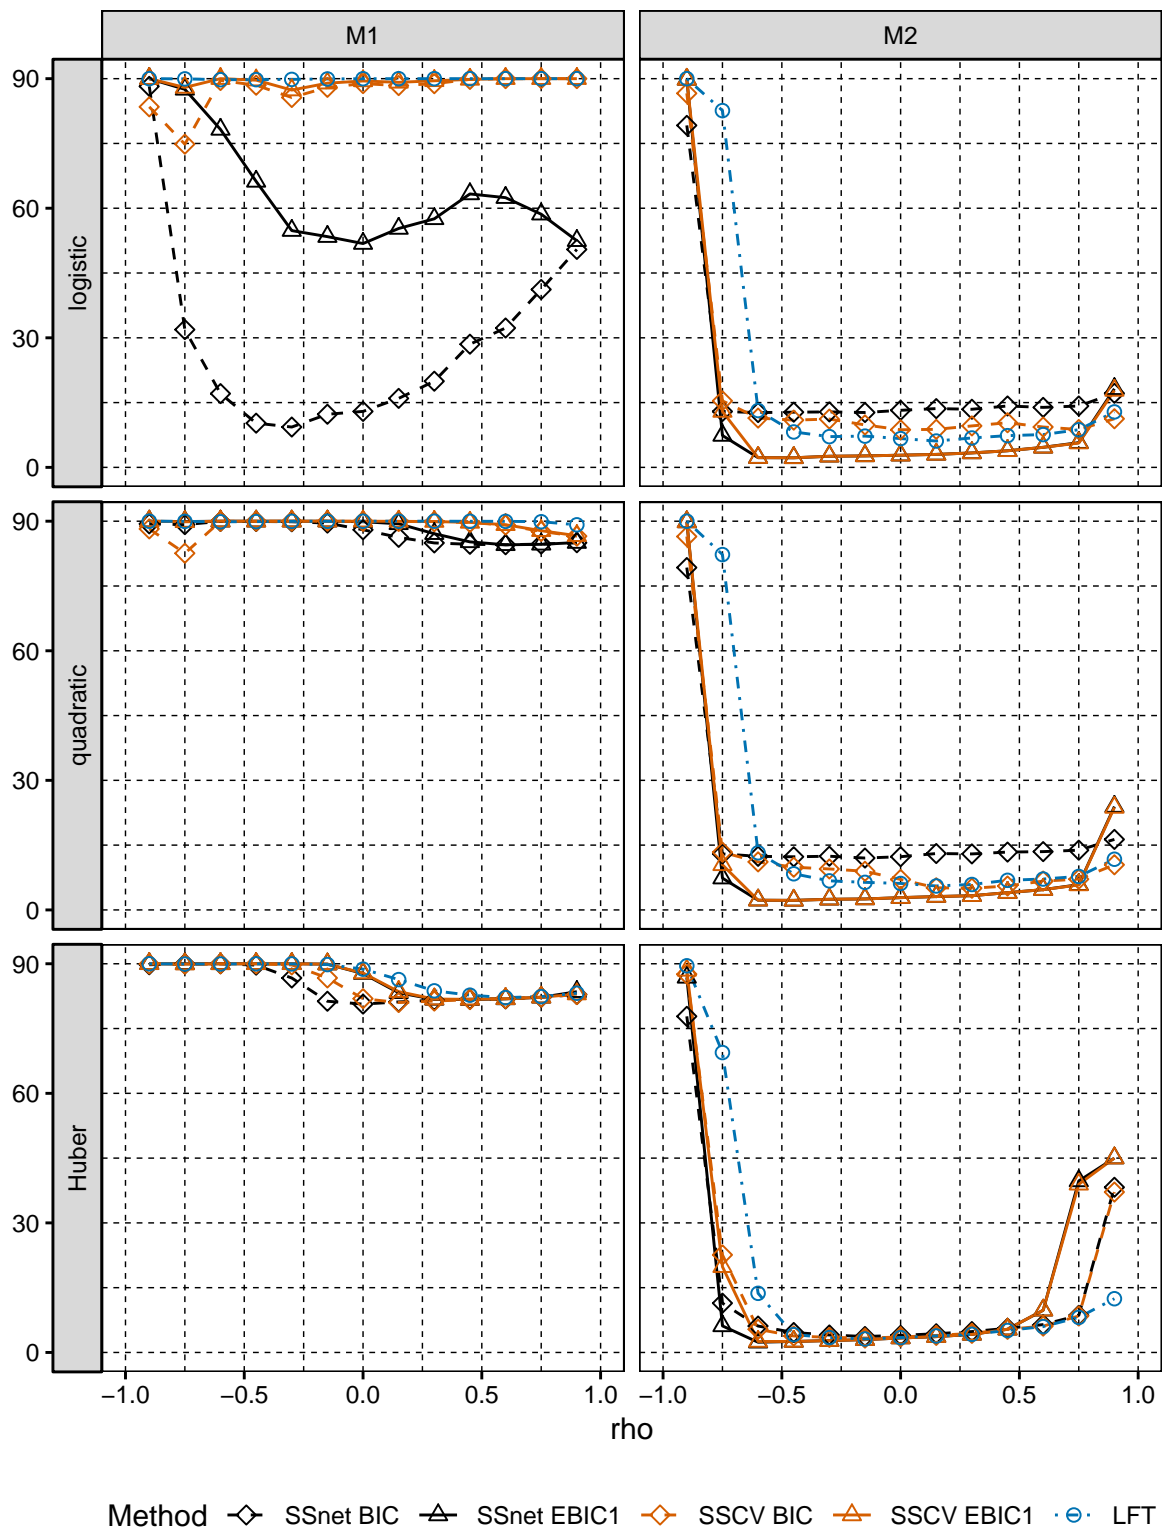 M1 M2
logistic
90
60
30
0
quadratic
90
60
30
0
Huber
90
60
30
0
−1.0 −0.5 0.0 0.5 1.0 −1.0 −0.5 0.0 0.5 1.0
rho
Method SSnet BIC SSnet EBIC1 SSCV BIC SSCV EBIC1 LFT